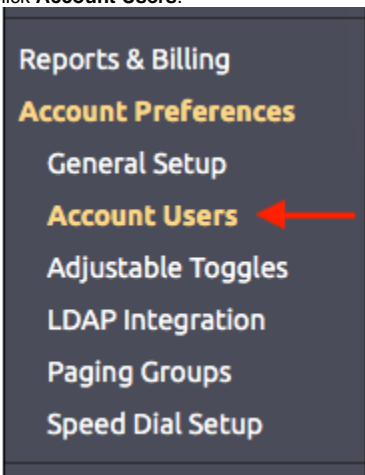 Account Users.
Reports & Billing
Account Preferences
General Setup
Account Users
Adjustable Toggles
LDAP Integration
Paging Groups
Speed Dial Setup